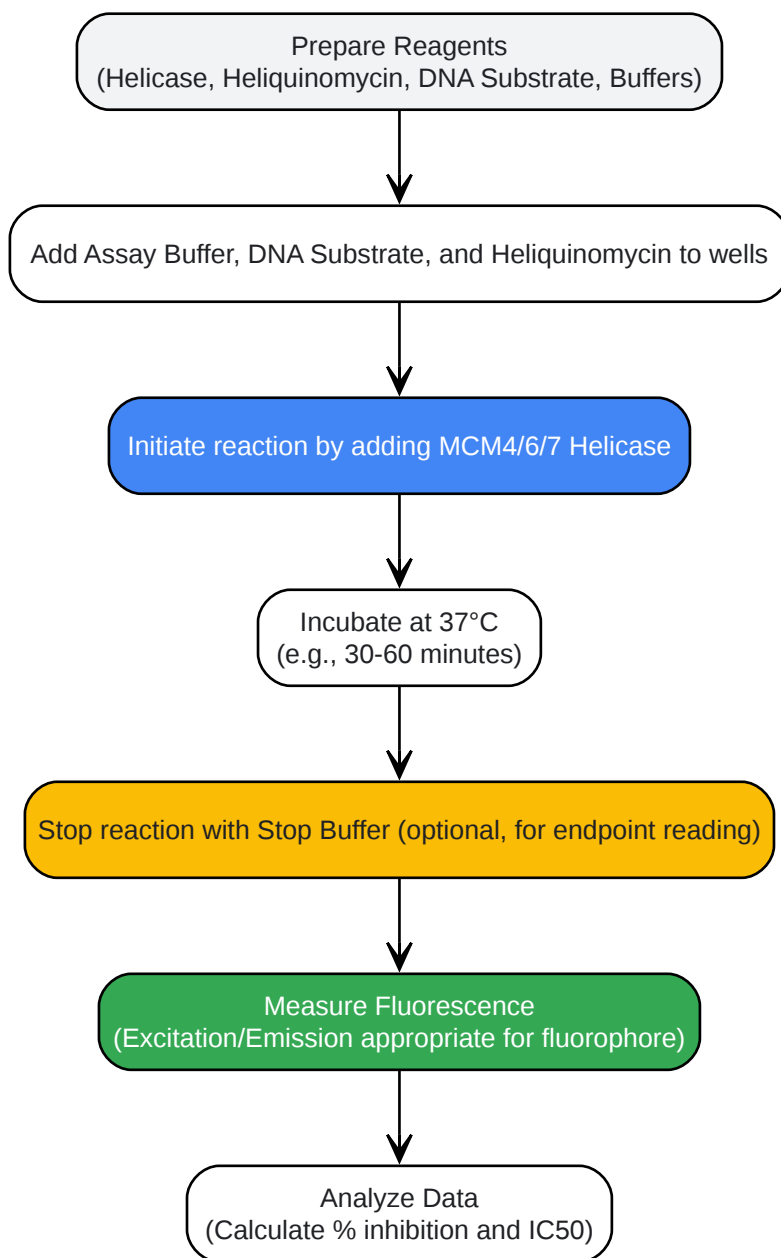 Prepare Reagents
(Helicase, Heliquinomycin, DNA Substrate, Buffers)
Add Assay Buffer, DNA Substrate, and Heliquinomycin to wells
Initiate reaction by adding MCM4/6/7 Helicase
Incubate at 37°C
(e.g., 30-60 minutes)
Stop reaction with Stop Buffer (optional, for endpoint reading)
Measure Fluorescence
(Excitation/Emission appropriate for fluorophore)
Analyze Data
(Calculate % inhibition and IC50)